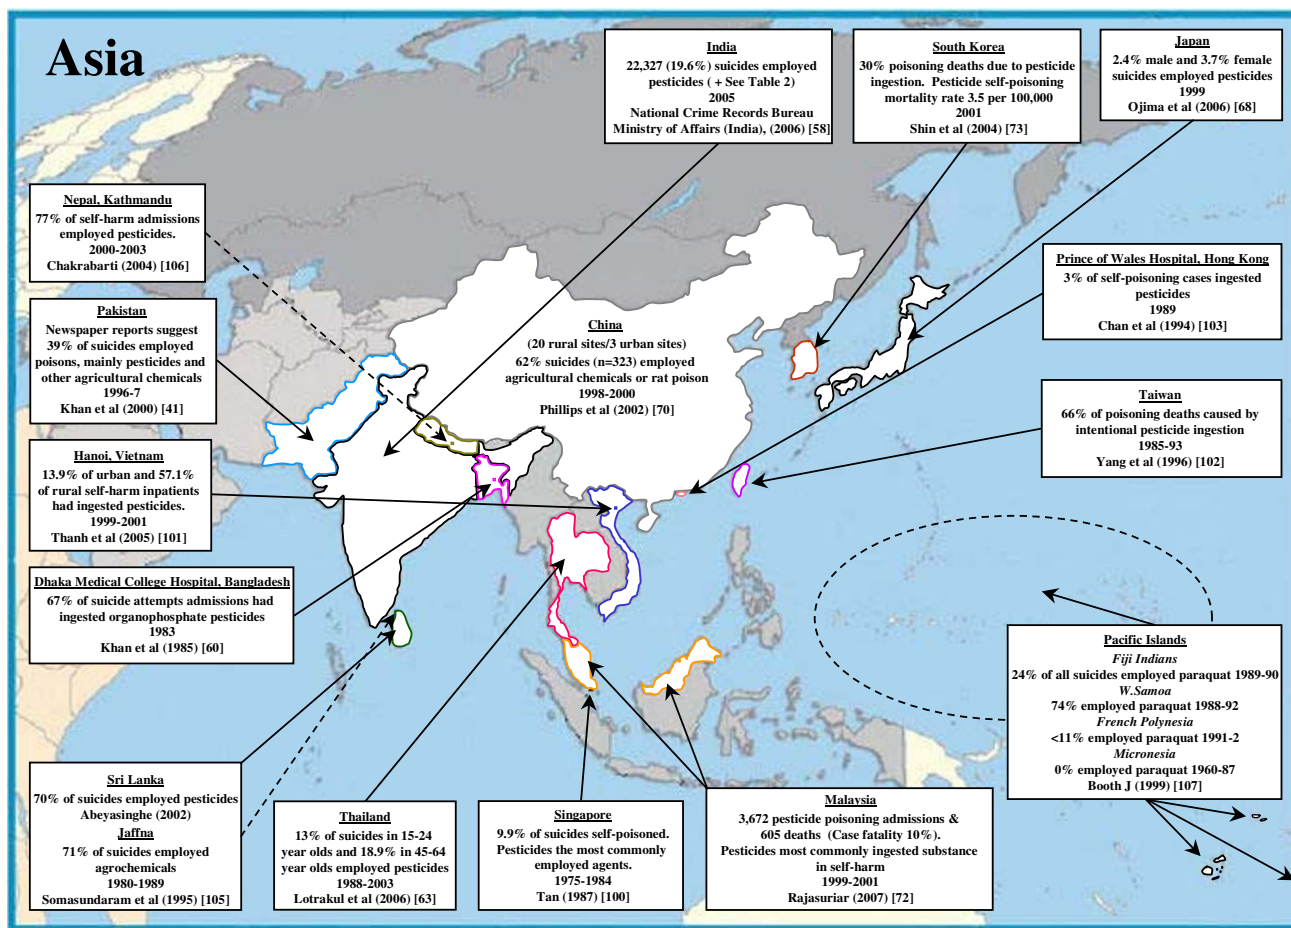 Asia
India
22,327 (19.6%) suicides employed
pesticides ( + See Table 2)
2005
National Crime Records Bureau
Ministry of Affairs (India), (2006) [58]
South Korea
30% poisoning deaths due to pesticide
ingestion.  Pesticide self-poisoning
mortality rate 3.5 per 100,000
2001
Shin et al (2004) [73]
Japan
2.4% male and 3.7% female
suicides employed pesticides
1999
Ojima et al (2006) [68]
Nepal, Kathmandu
77% of self-harm admissions
employed pesticides.
2000-2003
Chakrabarti (2004) [106]
Prince of Wales Hospital, Hong Kong
3% of self-poisoning cases ingested
pesticides
1989
Chan et al (1994) [103]
Pakistan
Newspaper reports suggest
39% of suicides employed
poisons, mainly pesticides and
other agricultural chemicals
1996-7
Khan et al (2000) [41]
China
(20 rural sites/3 urban sites)
62% suicides (n=323) employed
agricultural chemicals or rat poison
1998-2000
Phillips et al (2002) [70]
Taiwan
66% of poisoning deaths caused by
intentional pesticide ingestion
1985-93
Yang et al (1996) [102]
Hanoi, Vietnam
13.9% of urban and 57.1%
of rural self-harm inpatients
had ingested pesticides.
1999-2001
Thanh et al (2005) [101]
Dhaka Medical College Hospital, Bangladesh
67% of suicide attempts admissions had
ingested organophosphate pesticides
1983
Khan et al (1985) [60]
Pacific Islands
Fiji Indians
24% of all suicides employed paraquat 1989-90
W.Samoa
74% employed paraquat 1988-92
French Polynesia
<11% employed paraquat 1991-2
Micronesia
0% employed paraquat 1960-87
Booth J (1999) [107]
Sri Lanka
70% of suicides employed pesticides
Abeyasinghe (2002)
Jaffna
71% of suicides employed
agrochemicals
1980-1989
Somasundaram et al (1995) [105]
Thailand
13% of suicides in 15-24
year olds and 18.9% in 45-64
year olds employed pesticides
1988-2003
Lotrakul et al (2006) [63]
Singapore
9.9% of suicides self-poisoned.
Pesticides the most commonly
employed agents.
1975-1984
Tan (1987) [100]
Malaysia
3,672 pesticide poisoning admissions &
605 deaths  (Case fatality 10%).
Pesticides most commonly ingested substance
in self-harm
1999-2001
Rajasuriar (2007) [72]